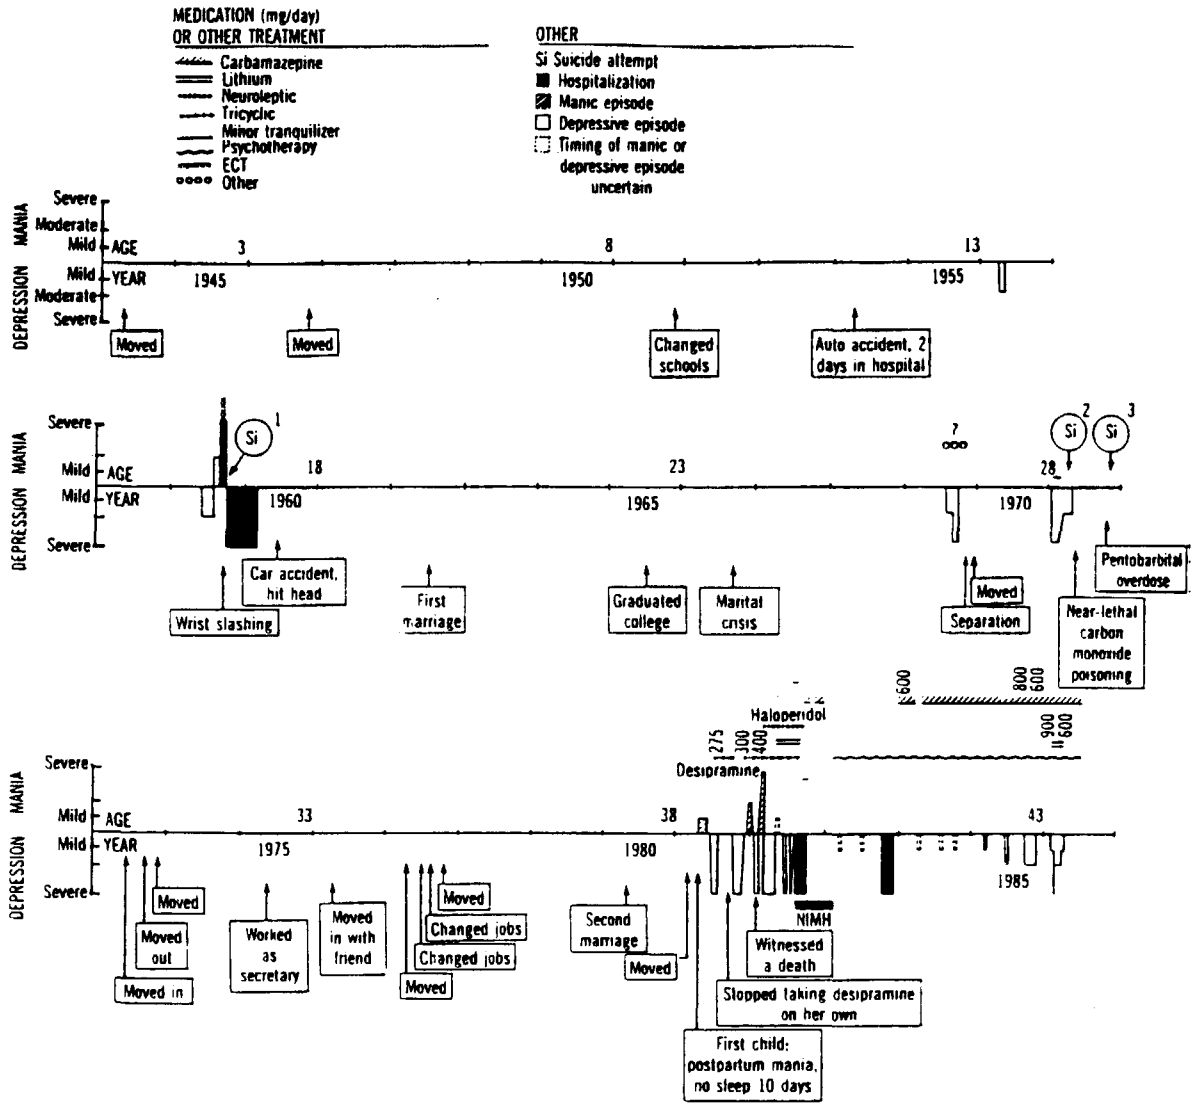 MEDICATION (mg/day)
OR OTHER TREATMENT
Carbamazepine
Lithium
Neuroleptic
Tricyclic
Minor tranquilizer
Psychotherapy
ECT
Other
OTHER
Si Suicide attempt
Hospitalization
Manic episode
Depressive episode
Timing of manic or
depressive episode
uncertain
DEPRESSION MANIA
Severe
Moderate
Mild
Mild
Moderate
Severe
AGE
3
8
13
YEAR
1945
1950
1955
Moved
Moved
Changed
schools
Auto accident, 2
days in hospital
DEPRESSION MANIA
Severe
Mild
Mild
Severe
Si 1
?
Si 2
Si 3
AGE
18
23
28
YEAR
1960
1965
1970
Wrist slashing
Car accident,
hit head
First
marriage
Graduated
college
Marital
crisis
Moved
Separation
Near-lethal
carbon
monoxide
poisoning
Pentobarbital
overdose
DEPRESSION MANIA
Severe
Mild
Mild
Severe
600
800
600
900
600
Haloperidol
275
300
400
Desipramine
AGE
33
38
43
YEAR
1975
1980
1985
Moved
Moved
out
Moved in
Worked
as
secretary
Moved
in with
friend
Moved
Changed jobs
Changed jobs
Moved
Second
marriage
Moved
NIMH
Witnessed
a death
Stopped taking desipramine
on her own
First child:
postpartum mania,
no sleep 10 days